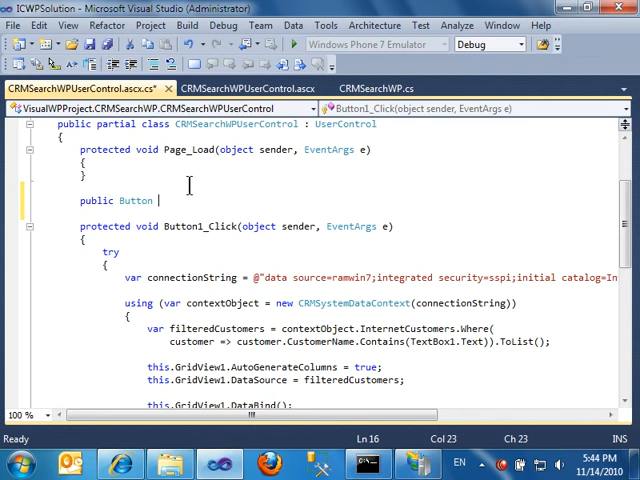 ICWPSolution - Microsoft Visual Studio (Administrator)
File Edit View Refactor Project Build Debug Team Data Tools Architecture Test Analyze Window Help
Windows Phone 7 Emulator Debug
CRMSearchWPUserControl.ascx.cs* CRMSearchWPUserControl.ascx CRMSearchWP.cs
VisualWPProject.CRMSearchWP.CRMSearchWPUserControl Button1_Click(object sender, EventArgs e)
public partial class CRMSearchWPUserControl : UserControl
{
protected void Page_Load(object sender, EventArgs e)
{
}
public Button
protected void Button1_Click(object sender, EventArgs e)
{
try
{
var connectionString = @"data source=ramwin7;integrated security=sspi;initial catalog=In
using (var contextObject = new CRMSystemDataContext(connectionString))
{
var filteredCustomers = contextObject.InternetCustomers.Where(
customer => customer.CustomerName.Contains(TextBox1.Text)).ToList();
this.GridView1.AutoGenerateColumns = true;
this.GridView1.DataSource = filteredCustomers;
this.GridView1.DataBind();
100 %
Ready Ln 16 Col 23 Ch 23 INS
EN 5:44 PM
11/14/2010